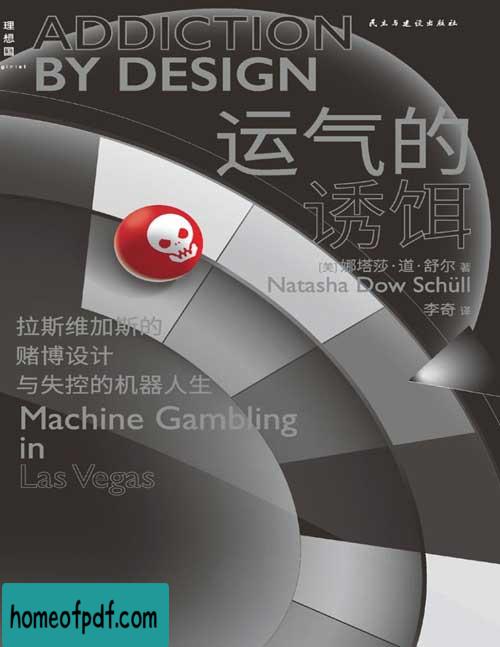 理想国
ginist
民主与建设出版社
ADDICTION
BY DESIGN
运气的
诱饵
[美] 娜塔莎·道·舒尔 著
Natasha Dow Schüll
李奇 译
拉斯维加斯的
赌博设计
与失控的机器人生
Machine Gambling
in
Las Vegas
homeofpdf.com